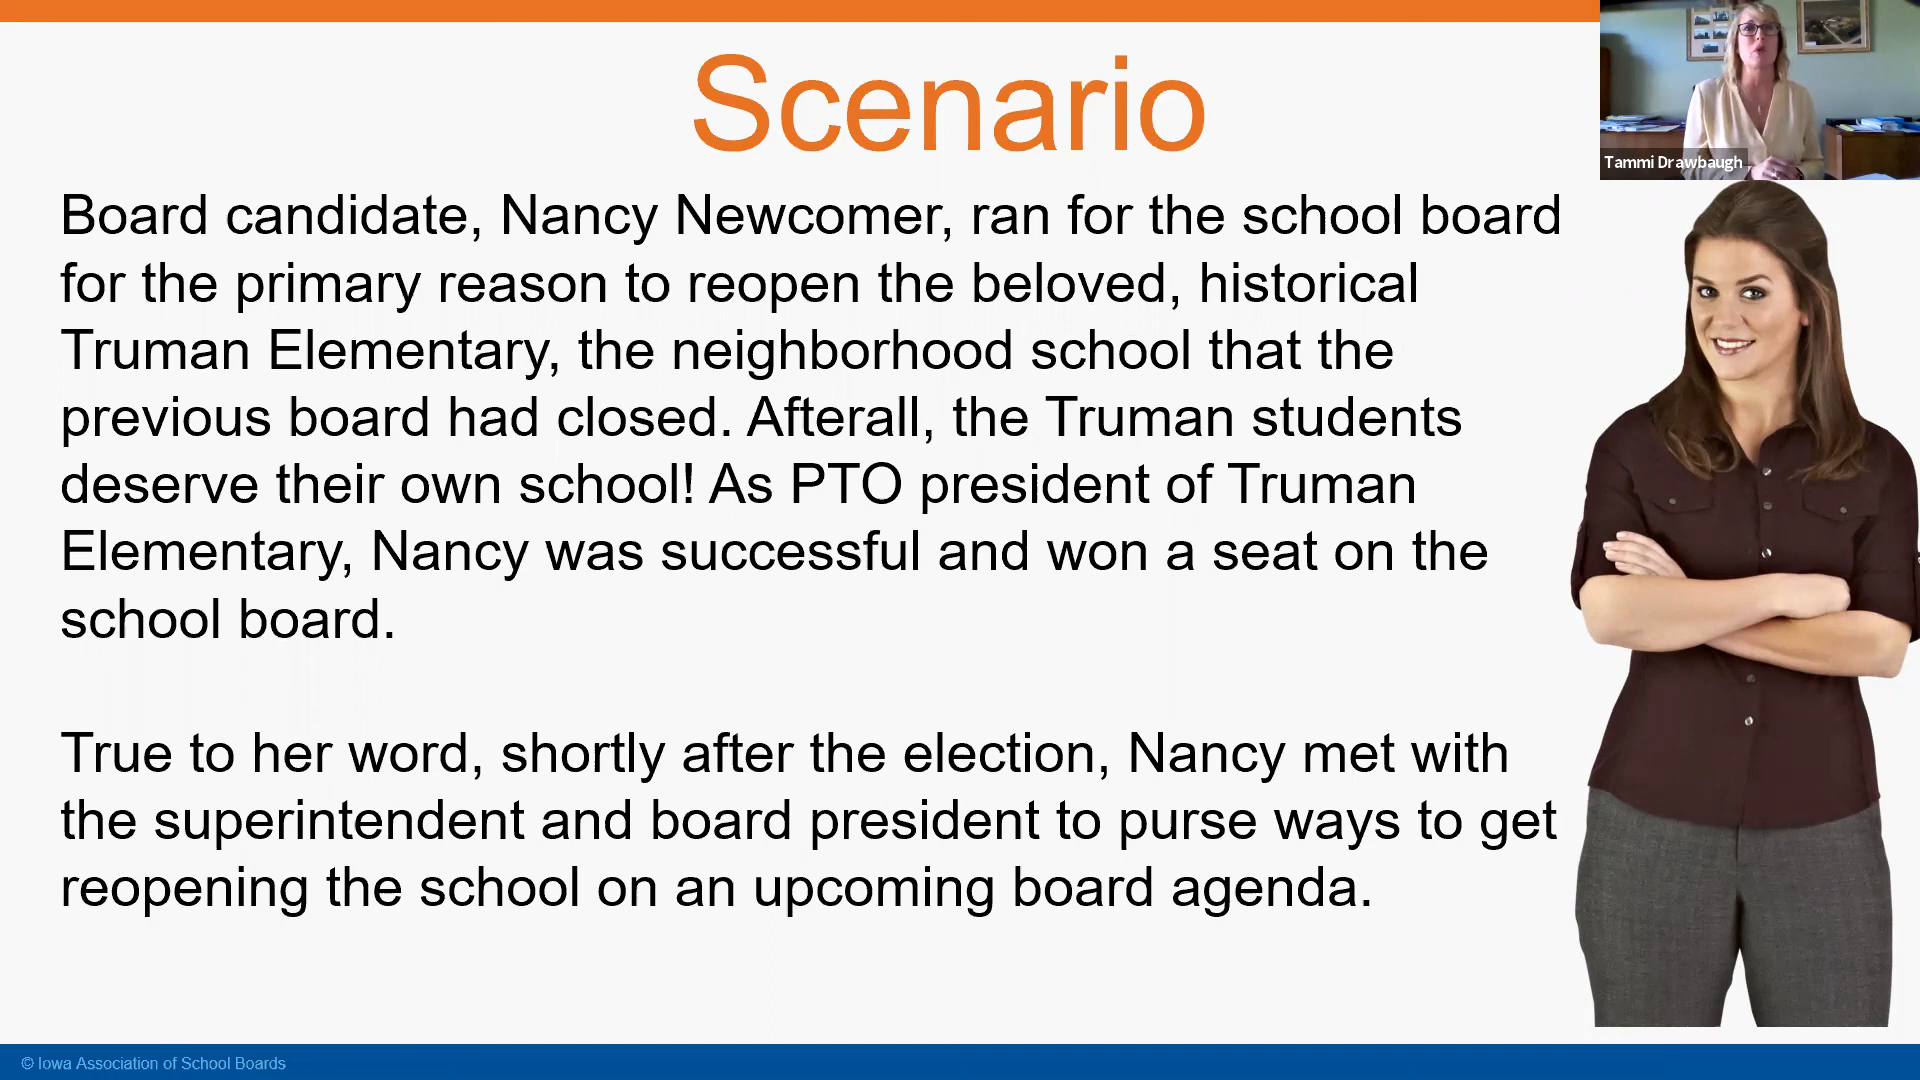 Scenario
Tammi Drawbaugh
Board candidate, Nancy Newcomer, ran for the school board
for the primary reason to reopen the beloved, historical
Truman Elementary, the neighborhood school that the
previous board had closed. Afterall, the Truman students
deserve their own school! As PTO president of Truman
Elementary, Nancy was successful and won a seat on the
school board.
True to her word, shortly after the election, Nancy met with
the superintendent and board president to purse ways to get
reopening the school on an upcoming board agenda.
© Iowa Association of School Boards